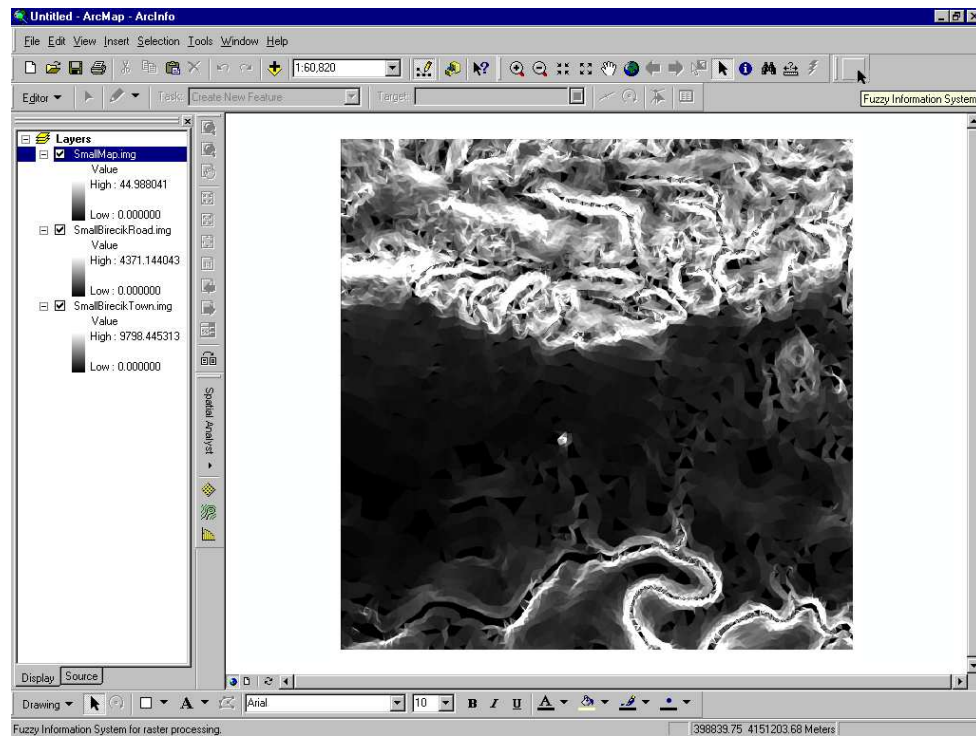 Untitled - ArcMap - ArcInfo
File Edit View Insert Selection Tools Window Help
1:60,820
Editor Task: Create New Feature Target:
Fuzzy Information System
Layers
SmallMap.img
Value
High : 44.988041
Low : 0.000000
SmallBirecikRoad.img
Value
High : 4371.144043
Low : 0.000000
SmallBirecikTown.img
Value
High : 9798.445313
Low : 0.000000
Spatial Analyst
Display Source
Drawing A Arial 10 B I U A
Fuzzy Information System for raster processing. 398839.75 4151203.68 Meters